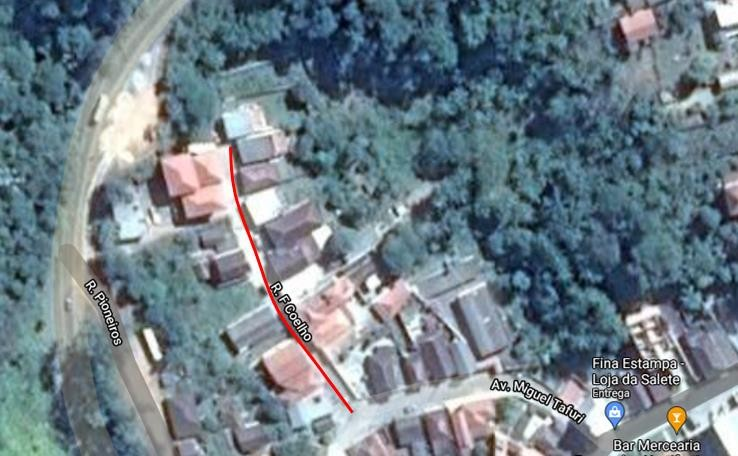 R. Pioneiros
R. F Coelho
Av. Miguel Tafuri
Fina Estampa -
Loja da Salete
Entrega
Bar Mercearia